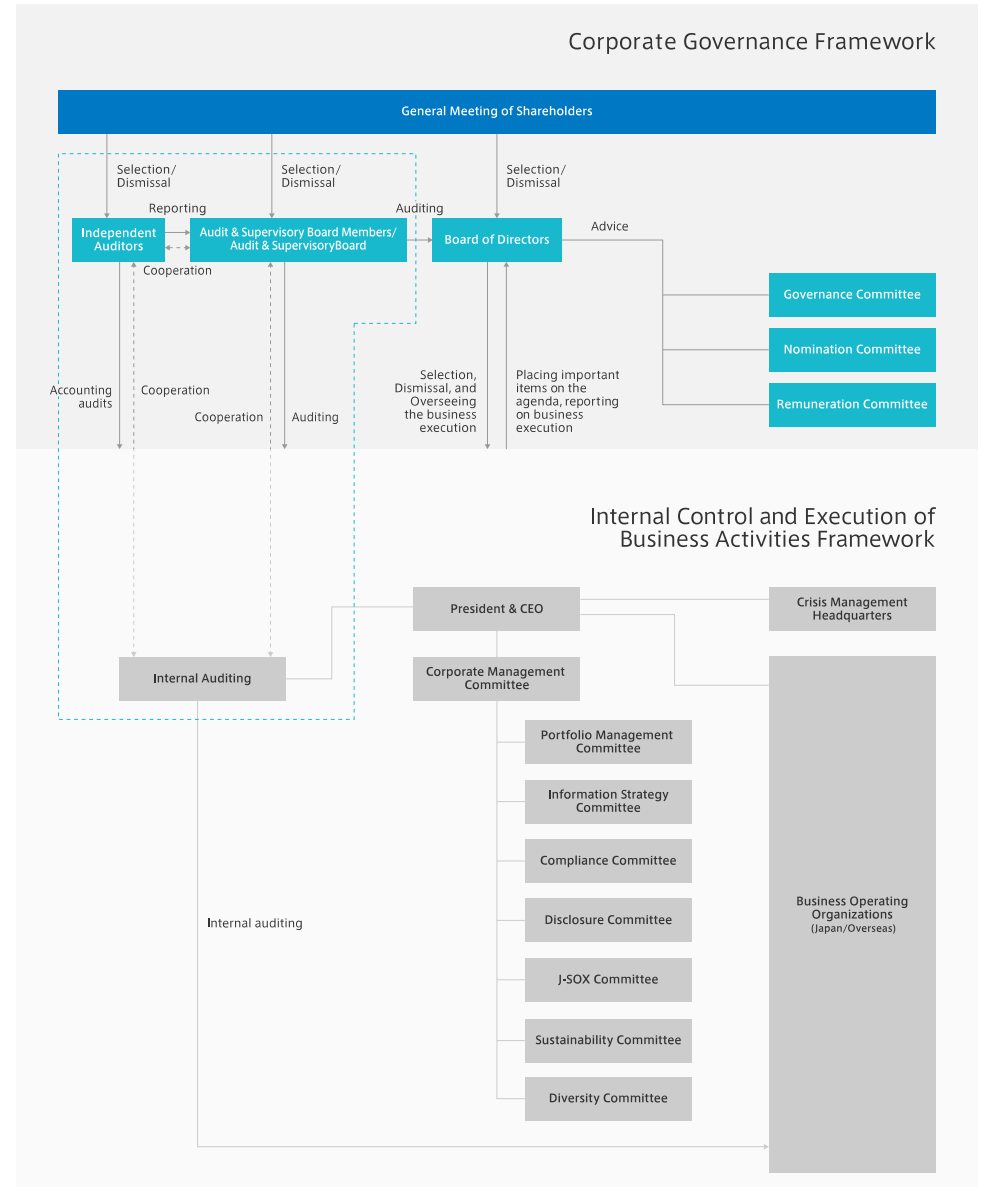 Corporate Governance Framework
General Meeting of Shareholders
Selection/
Dismissal
Selection/
Dismissal
Selection/
Dismissal
Reporting
Auditing
Independent
Auditors
Audit & Supervisory Board Members/
Audit & SupervisoryBoard
Board of Directors
Advice
Cooperation
Governance Committee
Nomination Committee
Remuneration Committee
Accounting
audits
Cooperation
Cooperation
Auditing
Selection,
Dismissal, and
Overseeing
the business
execution
Placing important
items on the
agenda, reporting
on business
execution
Internal Control and Execution of
Business Activities Framework
President & CEO
Crisis Management
Headquarters
Internal Auditing
Corporate Management
Committee
Portfolio Management
Committee
Information Strategy
Committee
Compliance Committee
Disclosure Committee
J-SOX Committee
Sustainability Committee
Diversity Committee
Internal auditing
Business Operating
Organizations
(Japan/Overseas)